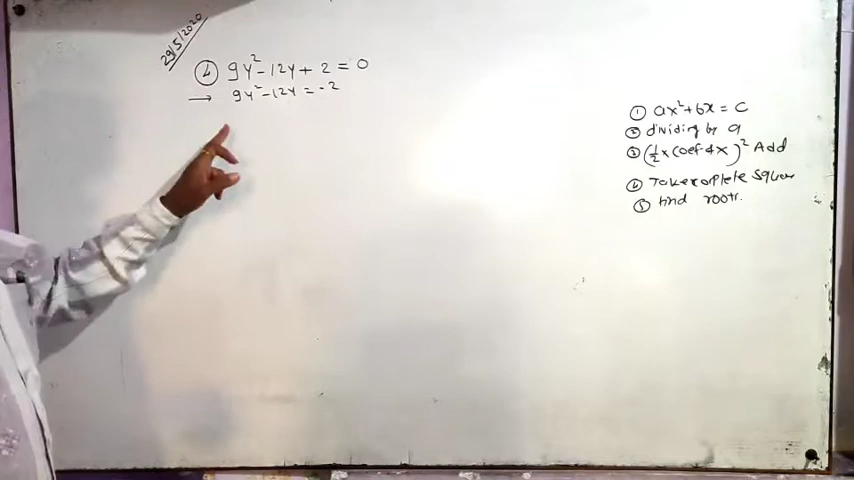 29/5/2020
④ 9y² - 12y + 2 = 0
→ 9y² - 12y = -2
① ax² + bx = c
② dividing by a
③ (1/2 x coef. of x)² Add
④ Take complete square
⑤ find roots.